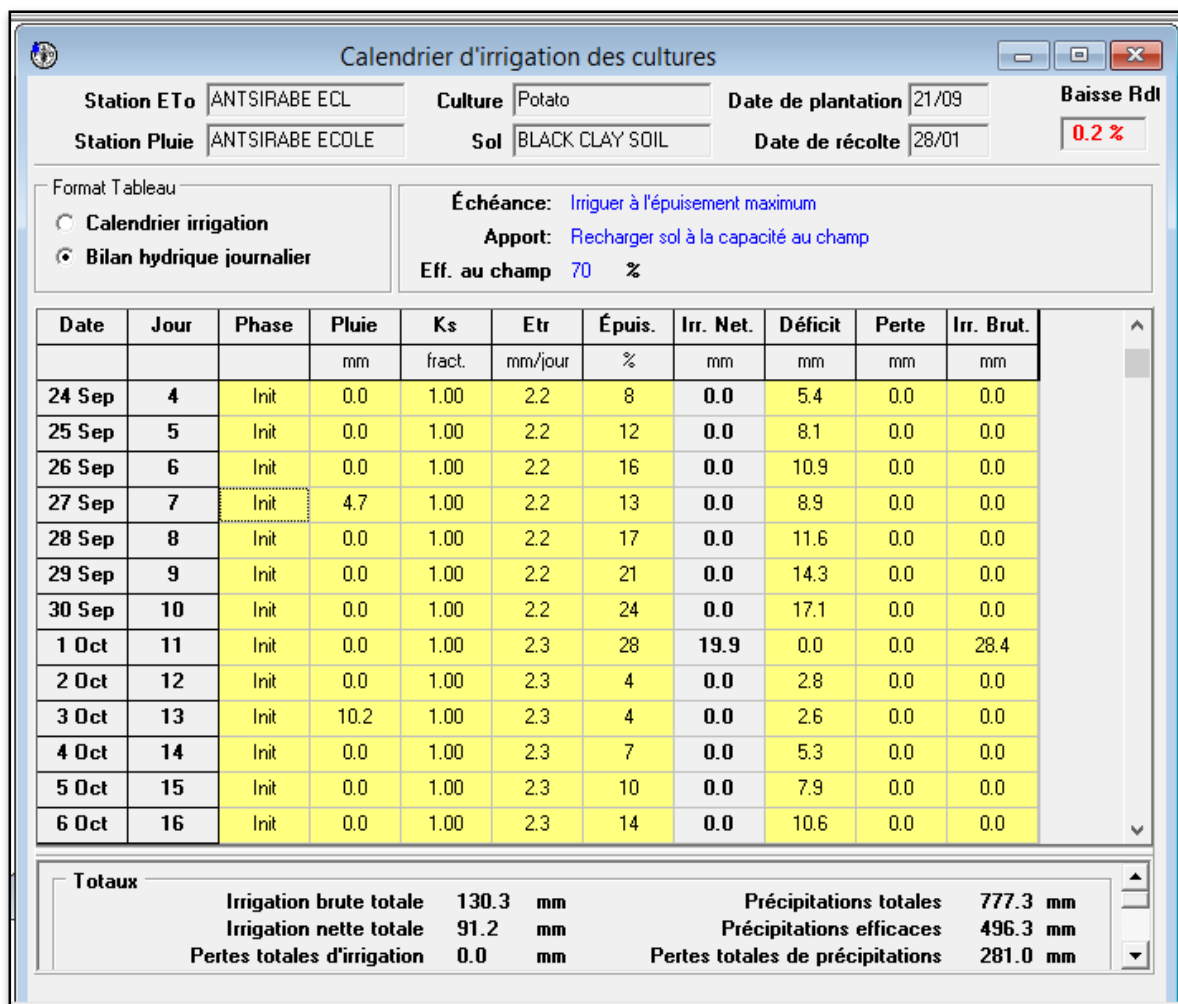 Calendrier d'irrigation des cultures
Station ETo ANTSIRABE ECL Culture Potato Date de plantation 21/09 Baisse Rdt
Station Pluie ANTSIRABE ECOLE Sol BLACK CLAY SOIL Date de récolte 28/01 0.2 %
Format Tableau
Calendrier irrigation
Bilan hydrique journalier
Échéance: Irriguer à l'épuisement maximum
Apport: Recharger sol à la capacité au champ
Eff. au champ 70 %
Date Jour Phase Pluie Ks Etr Épuis. Irr. Net. Déficit Perte Irr. Brut.
mm fract. mm/jour % mm mm mm mm
24 Sep 4 Init 0.0 1.00 2.2 8 0.0 5.4 0.0 0.0
25 Sep 5 Init 0.0 1.00 2.2 12 0.0 8.1 0.0 0.0
26 Sep 6 Init 0.0 1.00 2.2 16 0.0 10.9 0.0 0.0
27 Sep 7 Init 4.7 1.00 2.2 13 0.0 8.9 0.0 0.0
28 Sep 8 Init 0.0 1.00 2.2 17 0.0 11.6 0.0 0.0
29 Sep 9 Init 0.0 1.00 2.2 21 0.0 14.3 0.0 0.0
30 Sep 10 Init 0.0 1.00 2.2 24 0.0 17.1 0.0 0.0
1 Oct 11 Init 0.0 1.00 2.3 28 19.9 0.0 0.0 28.4
2 Oct 12 Init 0.0 1.00 2.3 4 0.0 2.8 0.0 0.0
3 Oct 13 Init 10.2 1.00 2.3 4 0.0 2.6 0.0 0.0
4 Oct 14 Init 0.0 1.00 2.3 7 0.0 5.3 0.0 0.0
5 Oct 15 Init 0.0 1.00 2.3 10 0.0 7.9 0.0 0.0
6 Oct 16 Init 0.0 1.00 2.3 14 0.0 10.6 0.0 0.0
Totaux
Irrigation brute totale 130.3 mm Précipitations totales 777.3 mm
Irrigation nette totale 91.2 mm Précipitations efficaces 496.3 mm
Pertes totales d'irrigation 0.0 mm Pertes totales de précipitations 281.0 mm